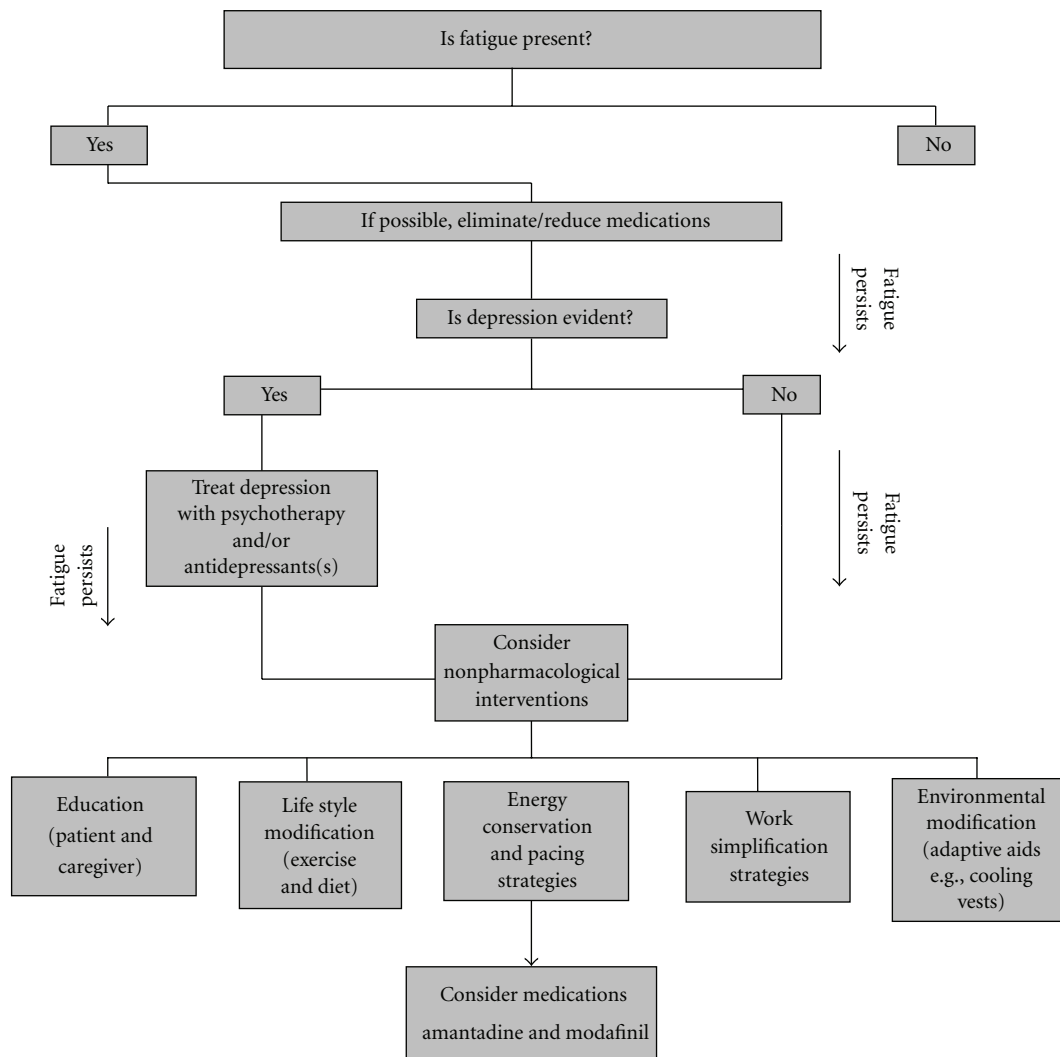 Is fatigue present?
Yes
No
If possible, eliminate/reduce medications
Fatigue
persists
Is depression evident?
Yes
No
Treat depression
with psychotherapy
and/or
antidepressants(s)
Fatigue
persists
Fatigue
persists
Consider
nonpharmacological
interventions
Education
(patient and
caregiver)
Life style
modification
(exercise
and diet)
Energy
conservation
and pacing
strategies
Work
simplification
strategies
Environmental
modification
(adaptive aids
e.g., cooling
vests)
Consider medications
amantadine and modafinil